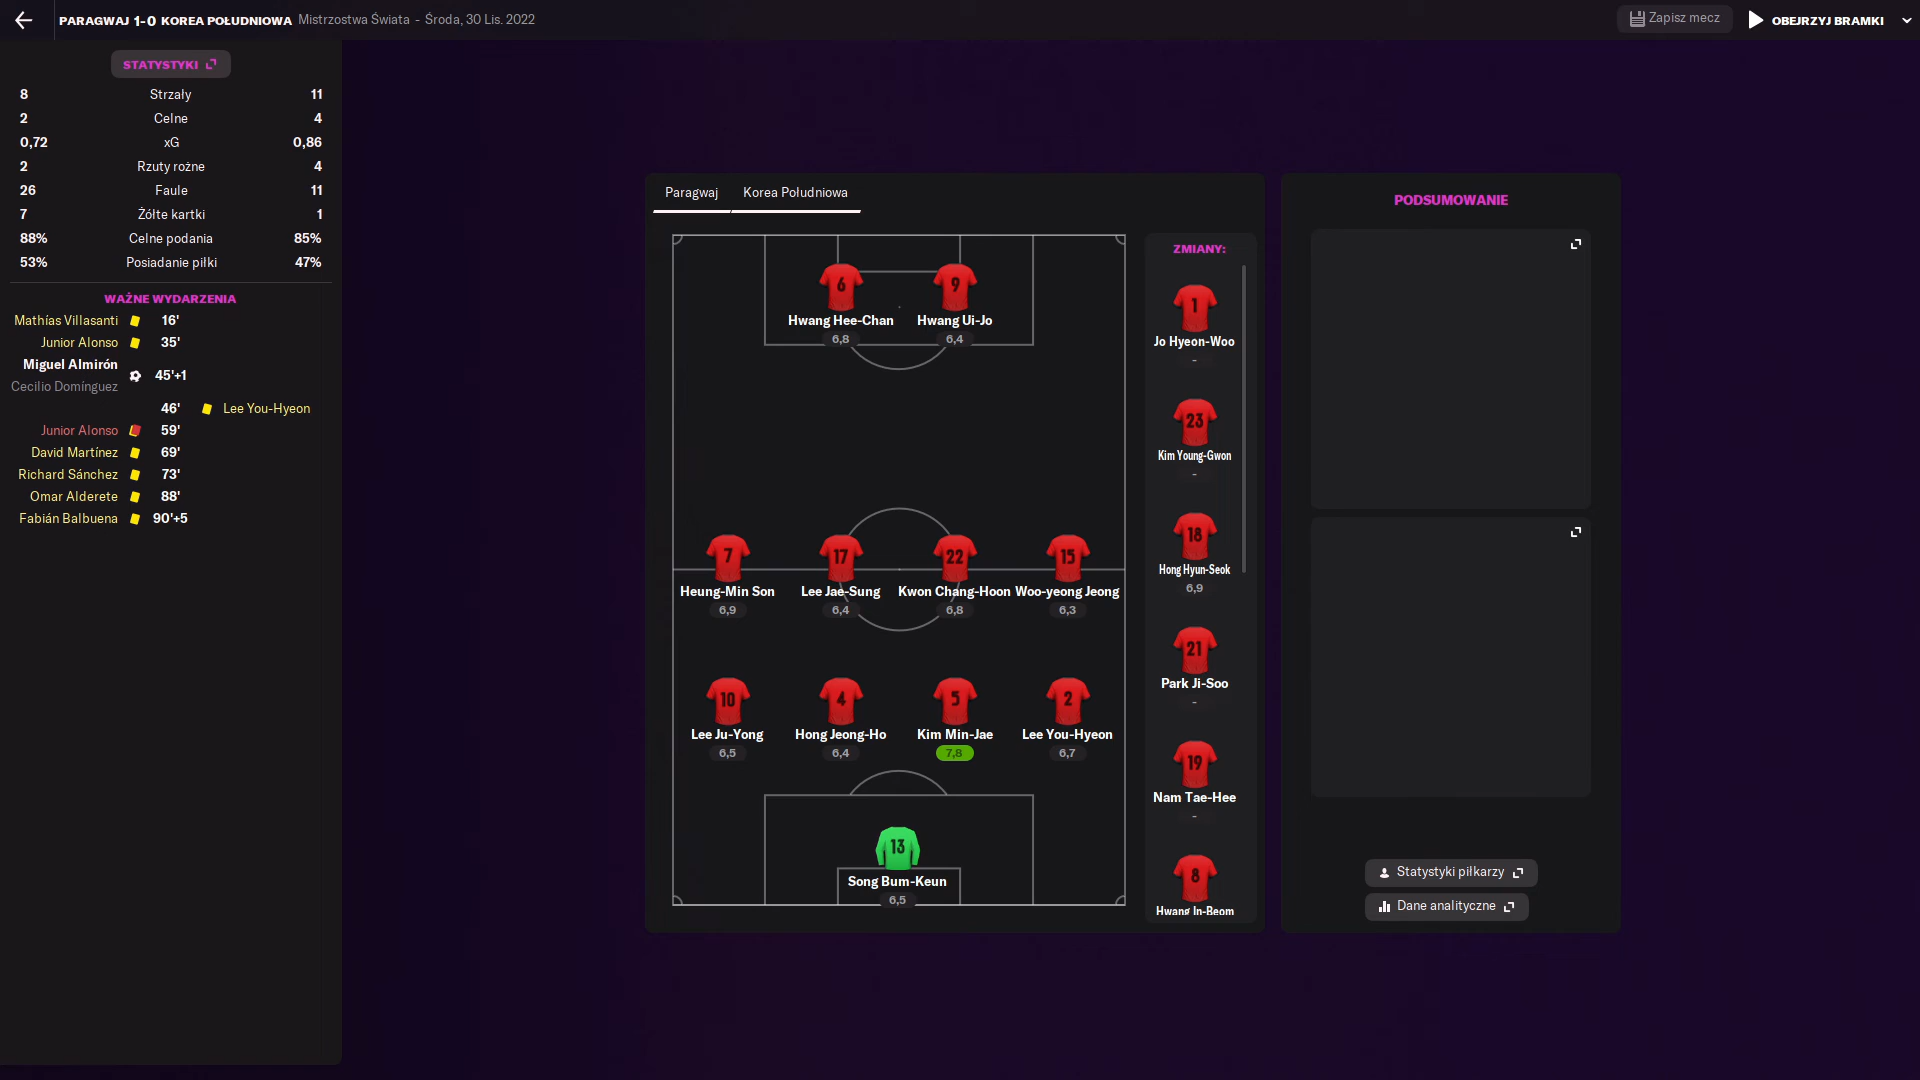 PARAGWAJ 1-0 KOREA POŁUDNIOWA Mistrzostwa Świata - Środa, 30 Lis. 2022
Zapisz mecz
OBEJRZYJ BRAMKI
STATYSTYKI
8 Strzały 11
2 Celne 4
0,72 xG 0,86
2 Rzuty rożne 4
26 Faule 11
7 Żółte kartki 1
88% Celne podania 85%
53% Posiadanie piłki 47%
WAŻNE WYDARZENIA
Mathías Villasanti 16'
Junior Alonso 35'
Miguel Almirón 45'+1
Cecilio Domínguez
46' Lee You-Hyeon
Junior Alonso 59'
David Martínez 69'
Richard Sánchez 73'
Omar Alderete 88'
Fabián Balbuena 90'+5
Paragwaj
Korea Południowa
6 9
Hwang Hee-Chan Hwang Ui-Jo
6,8 6,4
7 17 22 15
Heung-Min Son Lee Jae-Sung Kwon Chang-Hoon Woo-yeong Jeong
6,9 6,4 6,8 6,3
10 4 5 2
Lee Ju-Yong Hong Jeong-Ho Kim Min-Jae Lee You-Hyeon
6,5 6,4 7,8 6,7
13
Song Bum-Keun
6,5
ZMIANY:
1
Jo Hyeon-Woo
-
23
Kim Young-Gwon
-
18
Hong Hyun-Seok
6,9
21
Park Ji-Soo
-
19
Nam Tae-Hee
-
8
Hwang In-Beom
PODSUMOWANIE
Statystyki piłkarzy
Dane analityczne